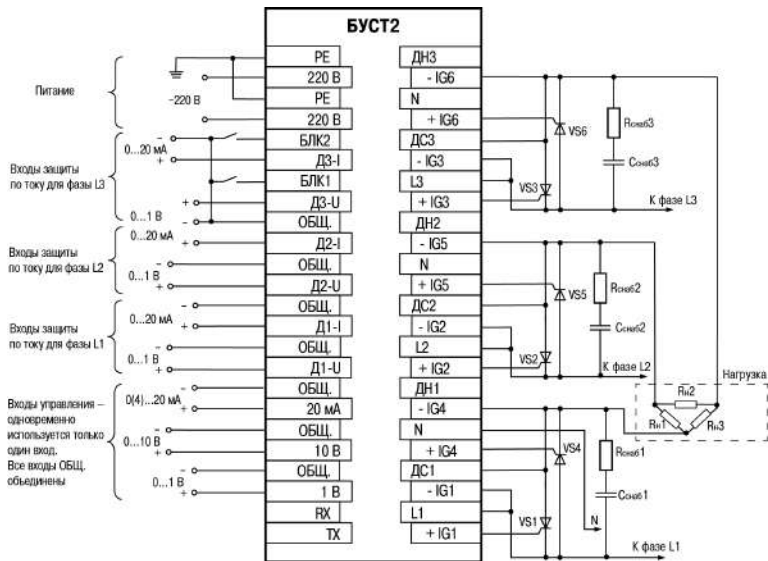 БУСТ2
Питание
~220 В
Входы защиты
по току для фазы L3
0...20 мА
0...1 В
Входы защиты
по току для фазы L2
0...20 мА
0...1 В
Входы защиты
по току для фазы L1
0...20 мА
0...1 В
Входы управления –
одновременно
используется только
один вход.
Все входы ОБЩ.
объединены
0(4)...20 мА
0...10 В
0...1 В
PE
220 В
PE
220 В
БЛК2
Д3-I
БЛК1
Д3-U
ОБЩ.
Д2-I
ОБЩ.
Д2-U
ОБЩ.
Д1-I
ОБЩ.
Д1-U
ОБЩ.
20 мА
ОБЩ.
10 В
ОБЩ.
1 В
RX
TX
ДН3
- IG6
N
+ IG6
ДС3
- IG3
L3
+ IG3
ДН2
- IG5
N
+ IG5
ДС2
- IG2
L2
+ IG2
ДН1
- IG4
N
+ IG4
ДС1
- IG1
L1
+ IG1
VS6
VS3
Rснаб3
Cснаб3
К фазе L3
VS5
VS2
Rснаб2
Cснаб2
К фазе L2
Нагрузка
Rн2
Rн1
Rн3
VS4
VS1
Rснаб1
Cснаб1
N
К фазе L1